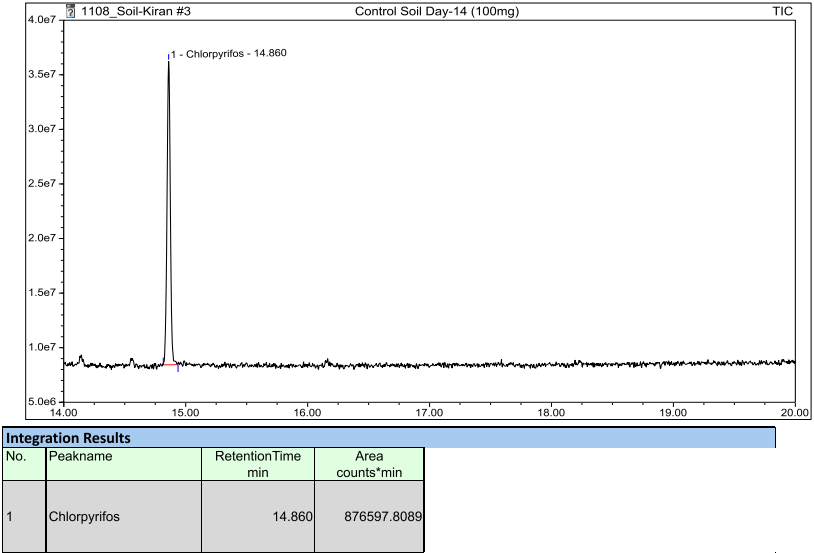 1108_Soil-Kiran #3 Control Soil Day-14 (100mg) TIC
4.0e7
1 - Chlorpyrifos - 14.860
3.5e7
3.0e7
2.5e7
2.0e7
1.5e7
1.0e7
5.0e6
14.00 15.00 16.00 17.00 18.00 19.00 20.00
Integration Results
No. Peakname RetentionTime Area
min counts*min
1 Chlorpyrifos 14.860 876597.8089